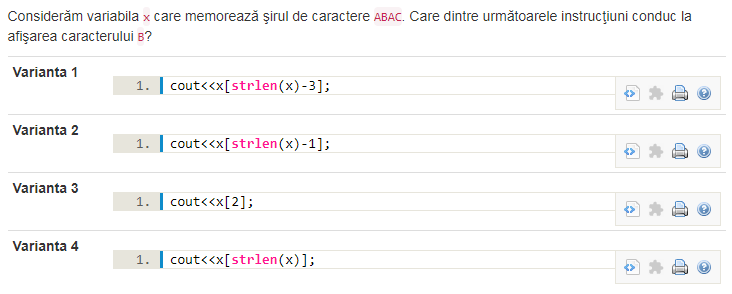 Considerăm variabila x care memorează şirul de caractere ABAC. Care dintre următoarele instrucţiuni conduc la
afişarea caracterului B?
Varianta 1
1. cout<<x[strlen(x)-3];
Varianta 2
1. cout<<x[strlen(x)-1];
Varianta 3
1. cout<<x[2];
Varianta 4
1. cout<<x[strlen(x)];